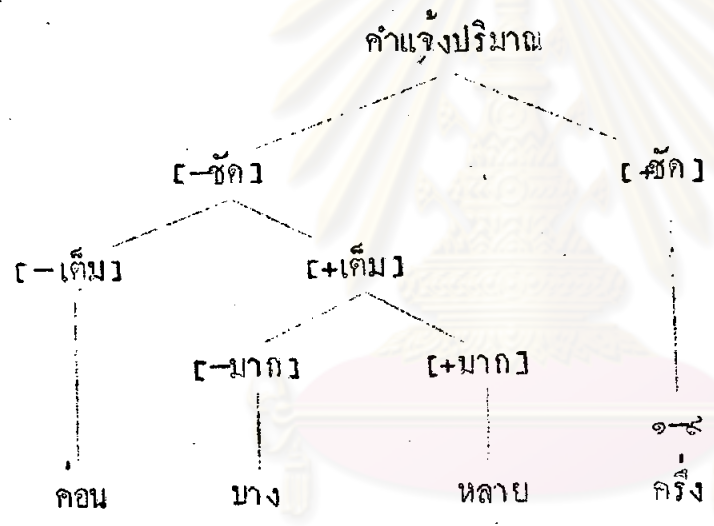 คำแจ้งปริมาณ
[-ชัด] [+ชัด]
[-เต็ม] [+เต็ม]
[-มาก] [+มาก]
๑-๙
ค่อน บาง หลาย ครึ่ง